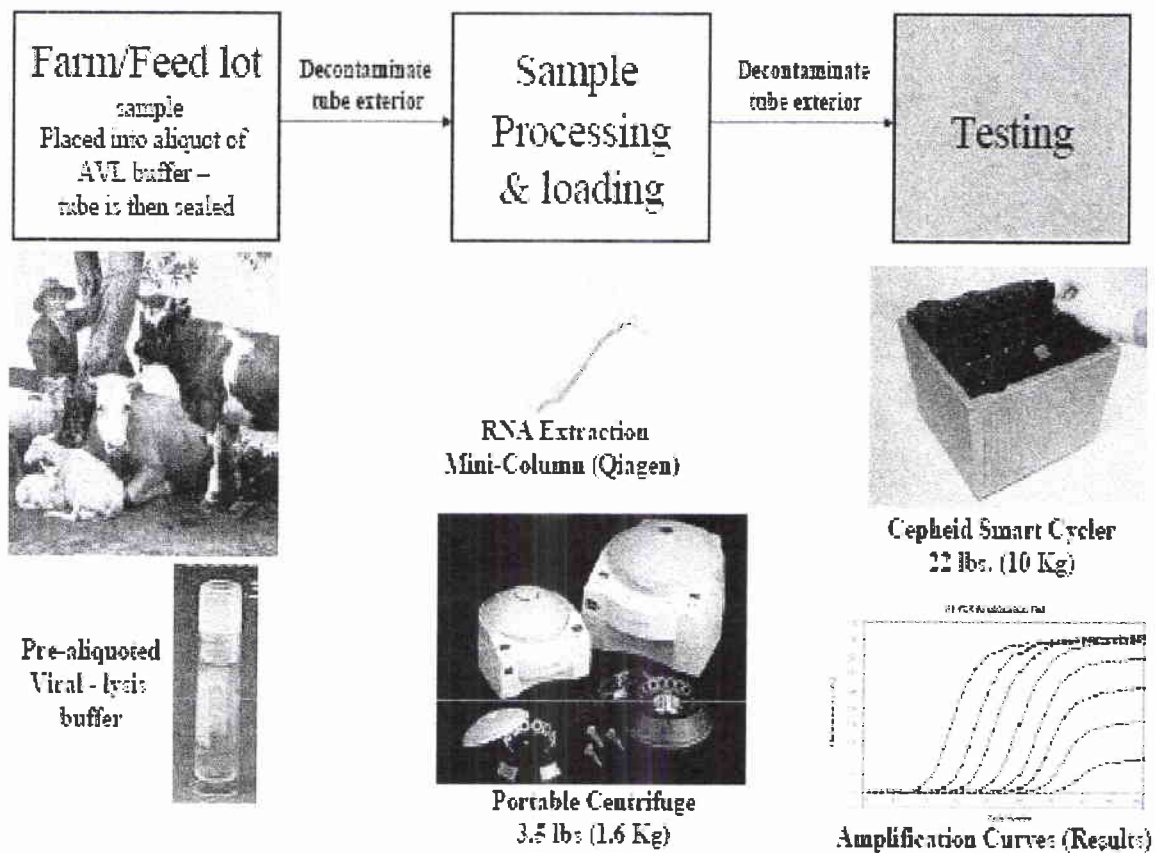 Farm/Feed lot
sample
Placed into aliquot of
AVL buffer –
tube is then sealed
Decontaminate
tube exterior
Sample
Processing
& loading
Decontaminate
tube exterior
Testing
RNA Extraction
Mini-Column (Qiagen)
Cepheid Smart Cycler
22 lbs. (10 Kg)
Pre-aliquoted
Viral - lysis
buffer
Portable Centrifuge
3.5 lbs (1.6 Kg)
Amplification Curves (Results)